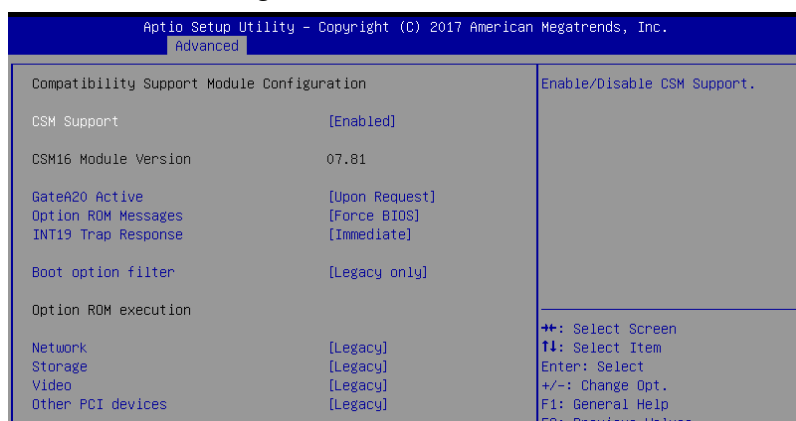 Aptio Setup Utility – Copyright (C) 2017 American Megatrends, Inc.
Advanced
Compatibility Support Module Configuration
Enable/Disable CSM Support.
CSM Support [Enabled]
CSM16 Module Version 07.81
GateA20 Active [Upon Request]
Option ROM Messages [Force BIOS]
INT19 Trap Response [Immediate]
Boot option filter [Legacy only]
Option ROM execution
Network [Legacy]
Storage [Legacy]
Video [Legacy]
Other PCI devices [Legacy]
→←: Select Screen
↑↓: Select Item
Enter: Select
+/-: Change Opt.
F1: General Help